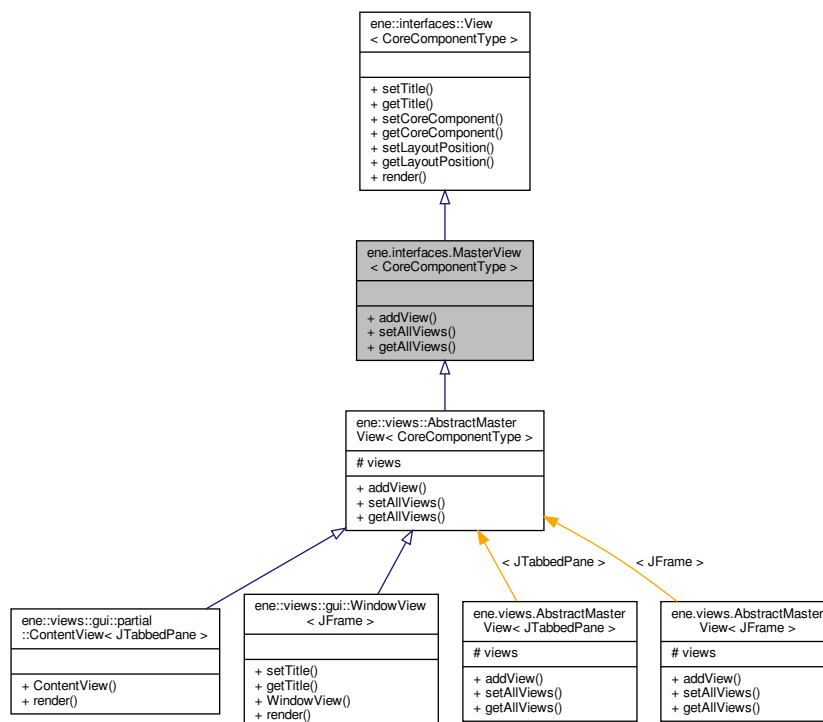 ene::interfaces::View
< CoreComponentType >
+ setTitle()
+ getTitle()
+ setCoreComponent()
+ getCoreComponent()
+ setLayoutPosition()
+ getLayoutPosition()
+ render()
ene.interfaces.MasterView
< CoreComponentType >
+ addView()
+ setAllViews()
+ getAllViews()
ene::views::AbstractMaster
View< CoreComponentType >
# views
+ addView()
+ setAllViews()
+ getAllViews()
< JTabbedPane >
< JFrame >
ene::views::gui::partial
::ContentView< JTabbedPane >
+ ContentView()
+ render()
ene::views::gui::WindowView
< JFrame >
+ setTitle()
+ getTitle()
+ WindowView()
+ render()
ene.views.AbstractMaster
View< JTabbedPane >
# views
+ addView()
+ setAllViews()
+ getAllViews()
ene.views.AbstractMaster
View< JFrame >
# views
+ addView()
+ setAllViews()
+ getAllViews()